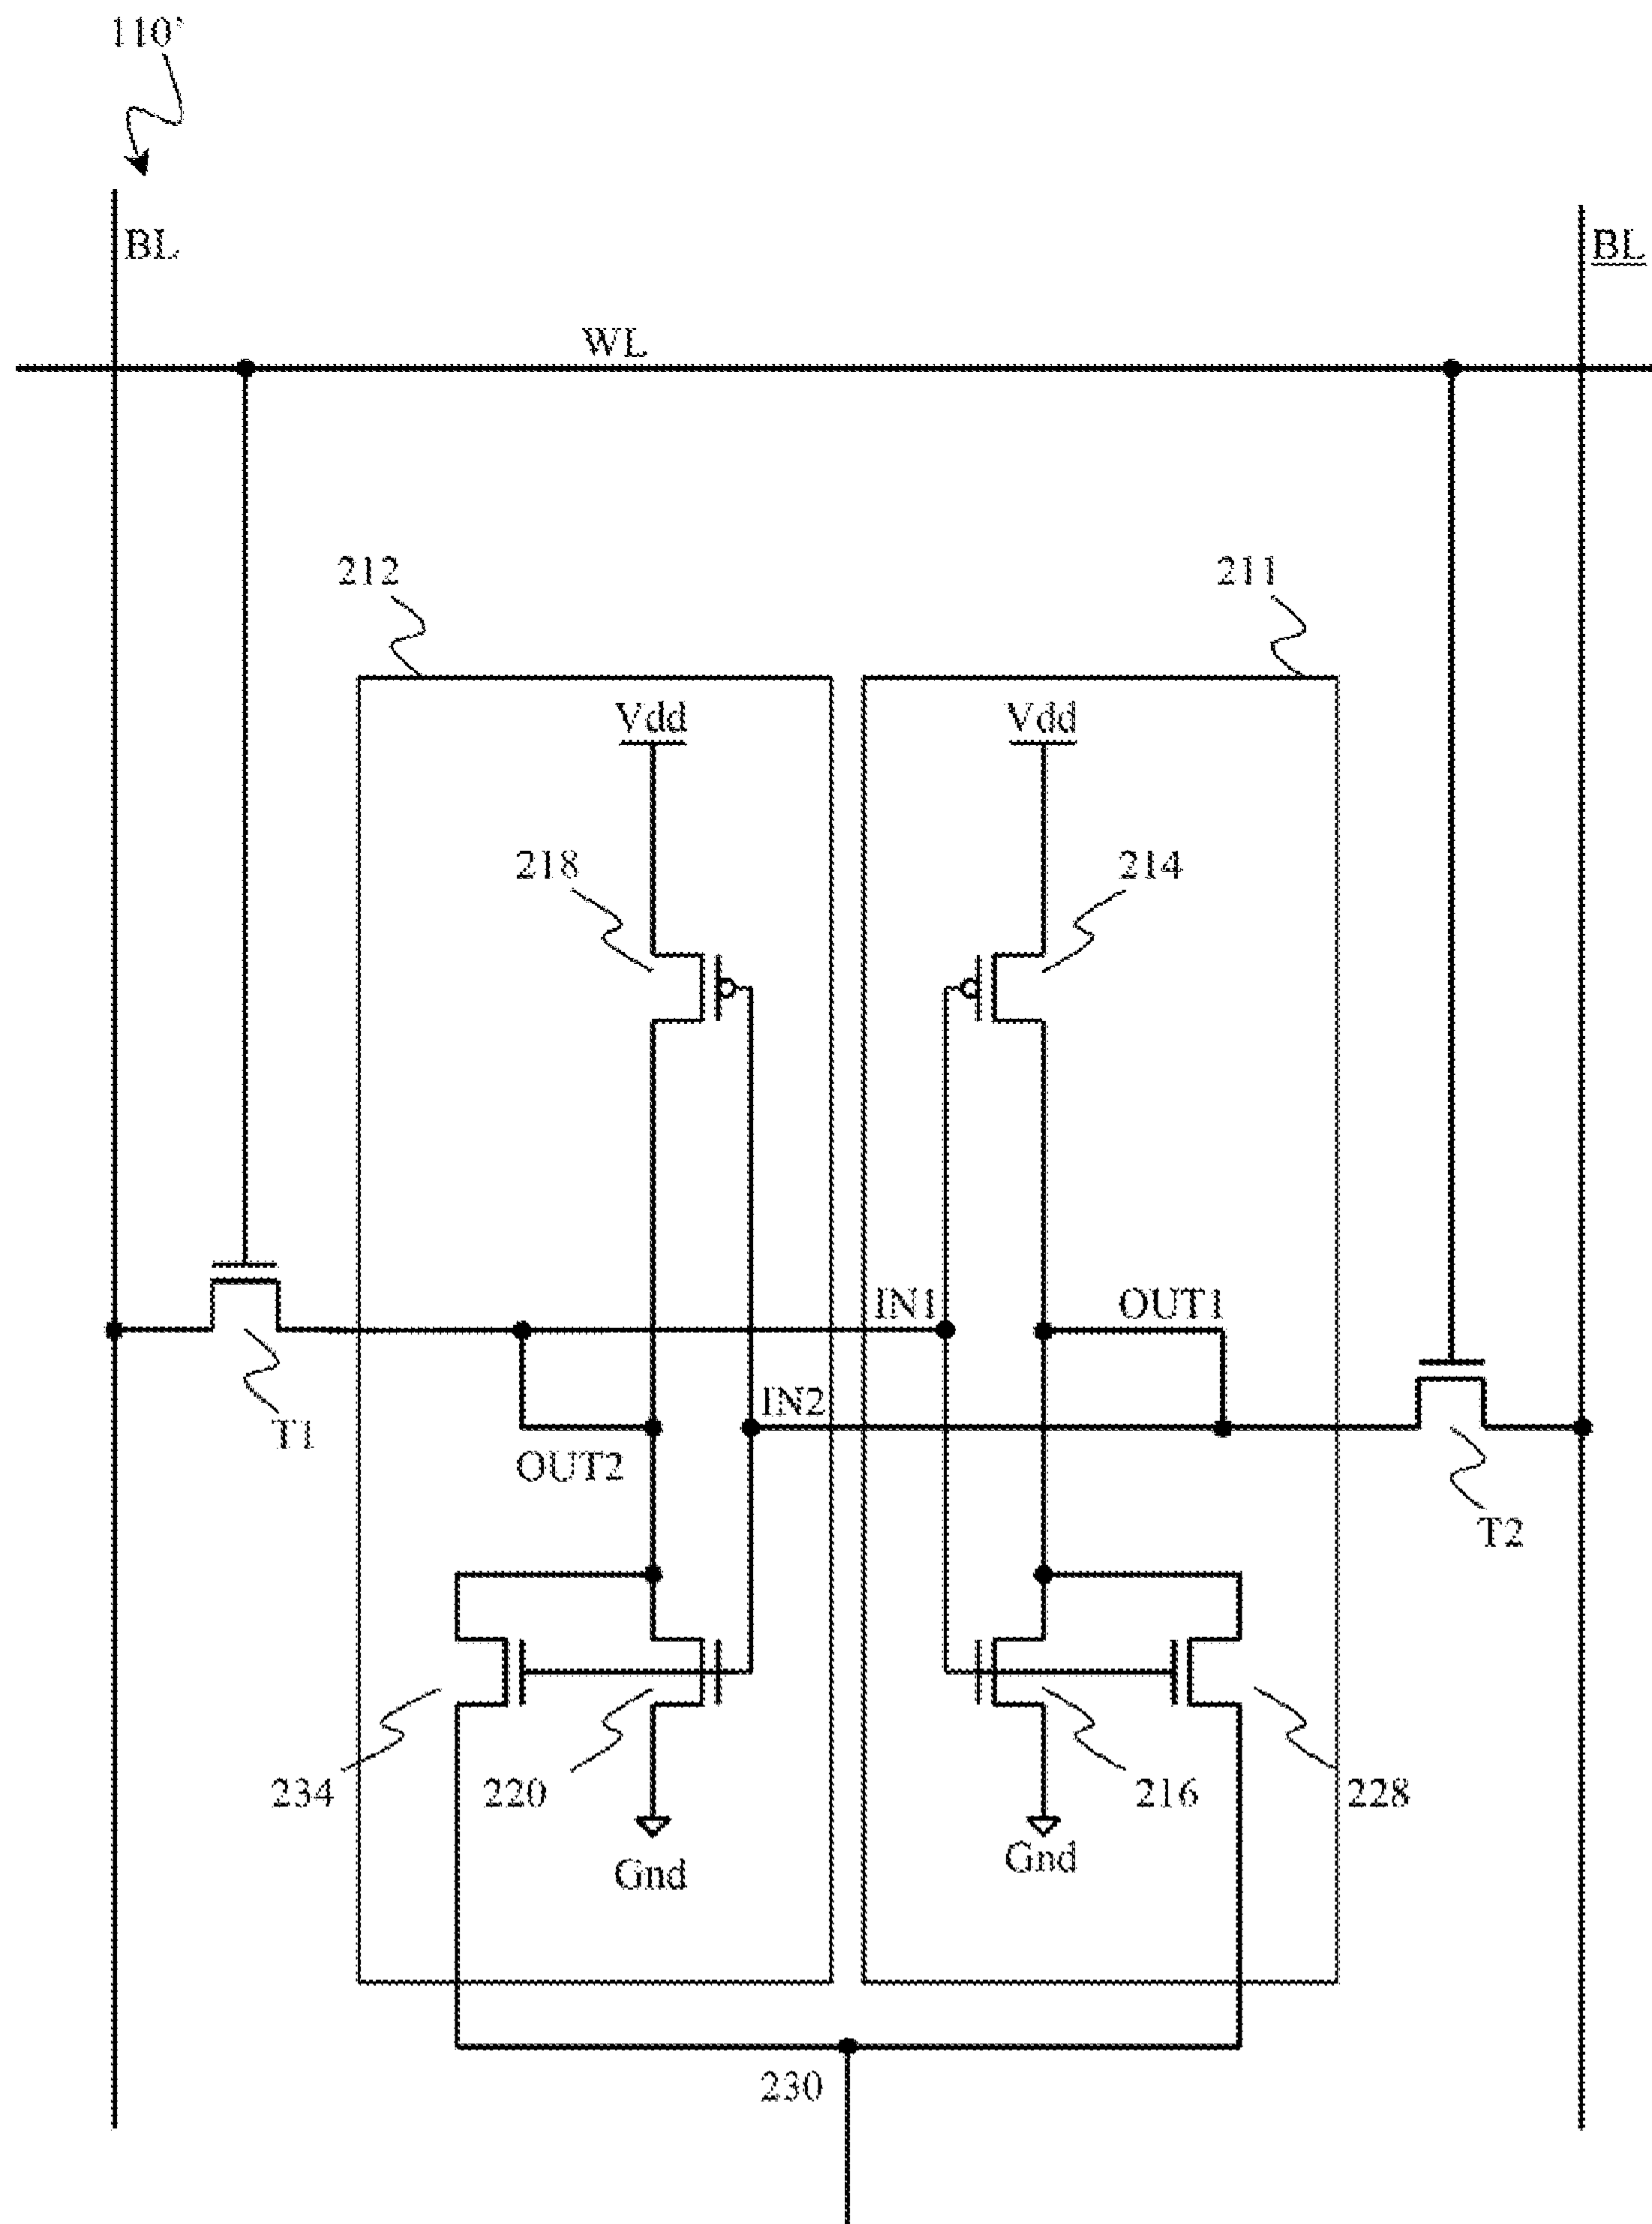 110'
BL
BL
WL
212
211
Vdd
Vdd
218
214
IN1
OUT1
IN2
T1
OUT2
T2
234
220
216
228
Gnd
Gnd
230